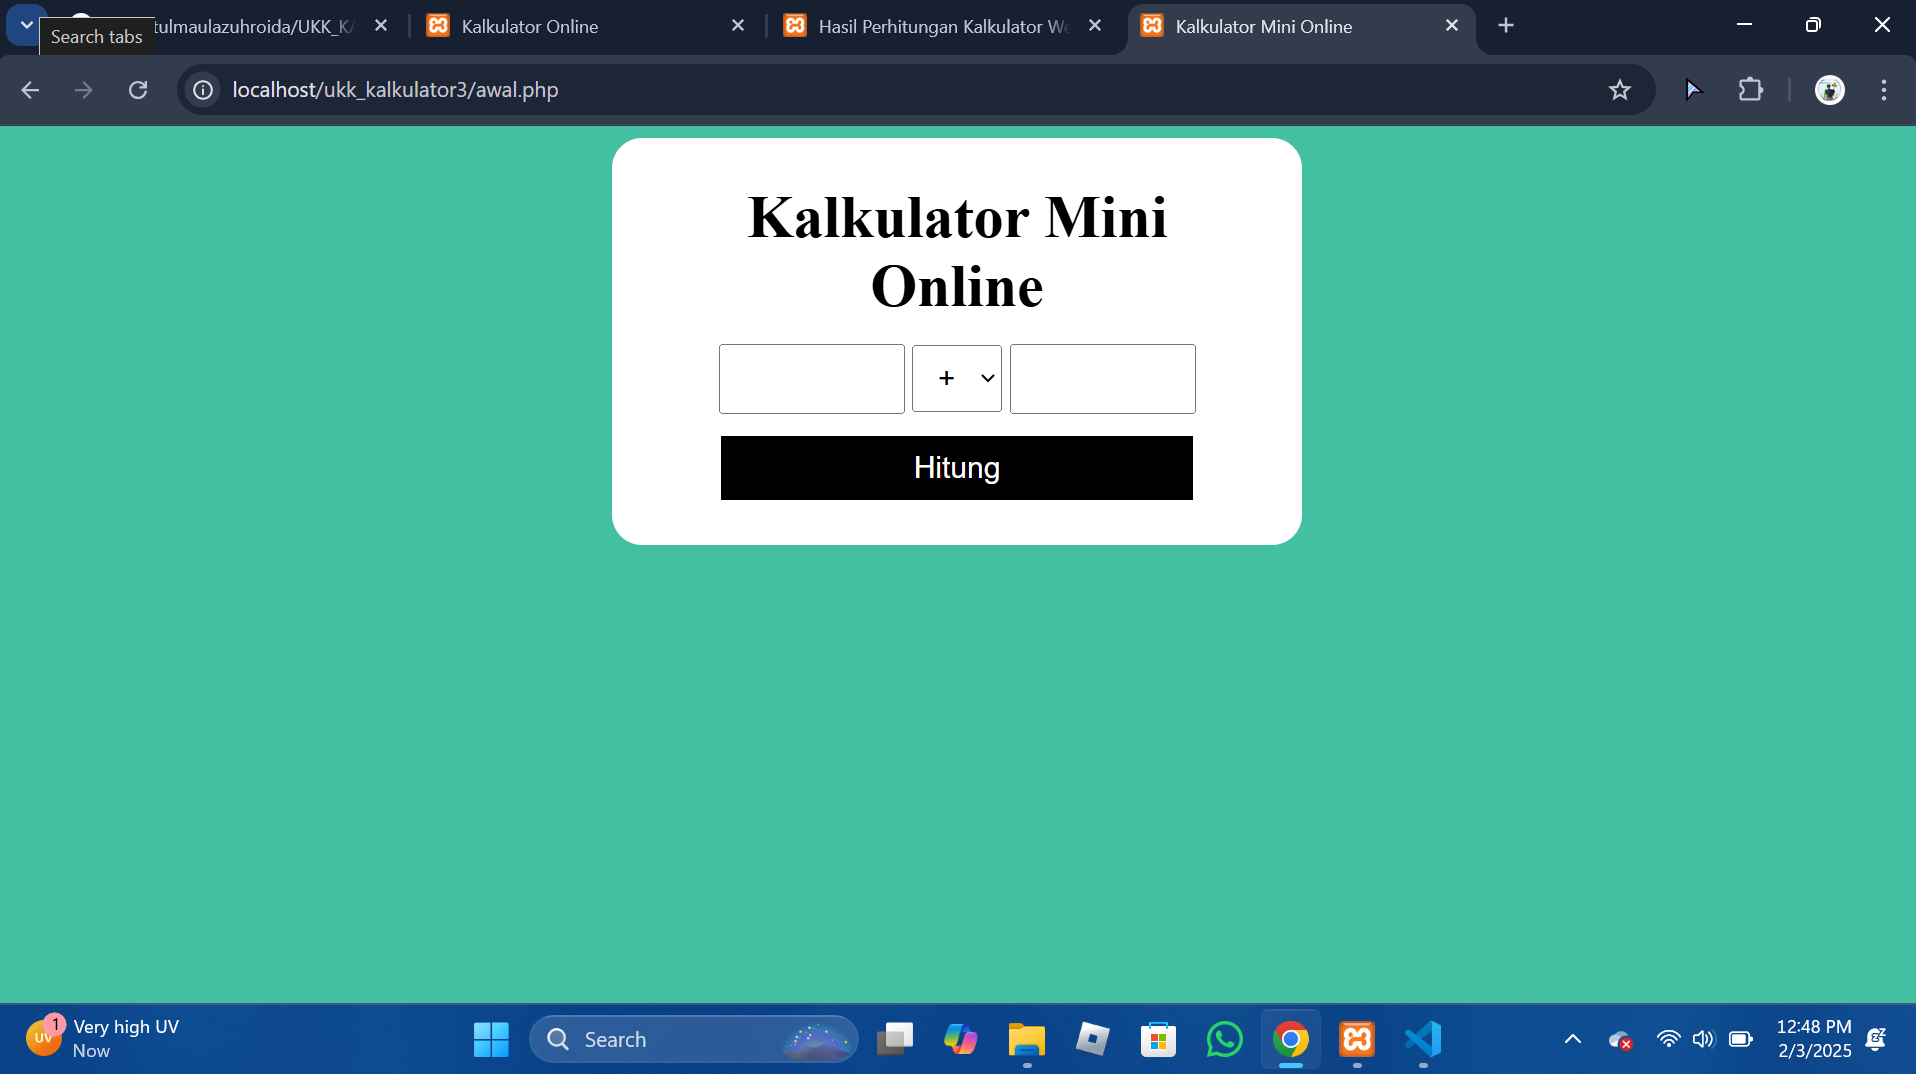 tulmaulazuhroida/UKK_KA
Kalkulator Online
Hasil Perhitungan Kalkulator We
Kalkulator Mini Online
Search tabs
localhost/ukk_kalkulator3/awal.php
Kalkulator Mini
Online
+
Hitung
UV
1
Very high UV
Now
Search
12:48 PM
2/3/2025